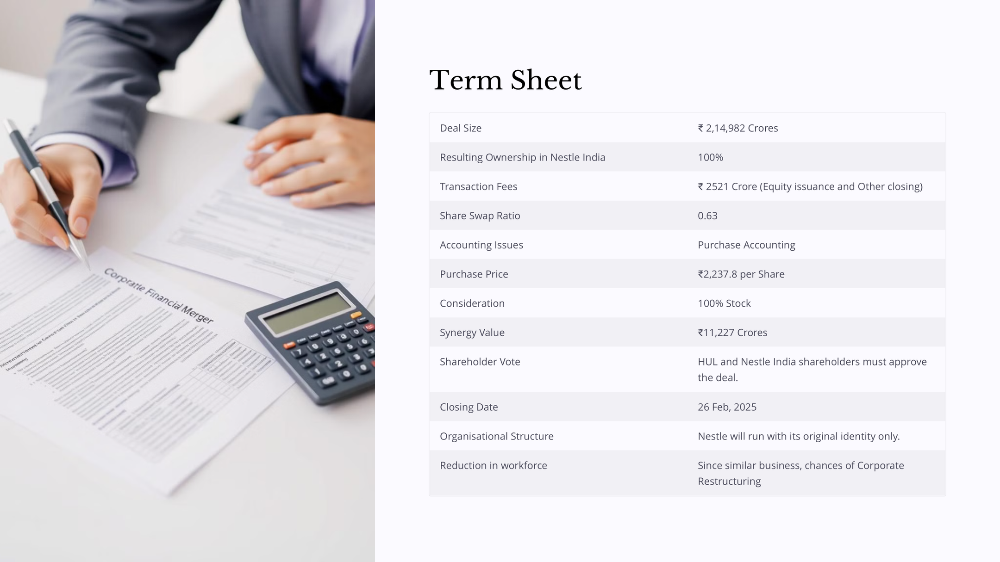 Term Sheet
Deal Size ₹ 2,14,982 Crores
Resulting Ownership in Nestle India 100%
Transaction Fees ₹ 2521 Crore (Equity issuance and Other closing)
Share Swap Ratio 0.63
Accounting Issues Purchase Accounting
Purchase Price ₹2,237.8 per Share
Consideration 100% Stock
Synergy Value ₹11,227 Crores
Shareholder Vote HUL and Nestle India shareholders must approve
the deal.
Closing Date 26 Feb, 2025
Organisational Structure Nestle will run with its original identity only.
Reduction in workforce Since similar business, chances of Corporate
Restructuring
Corpratte Financial Merger